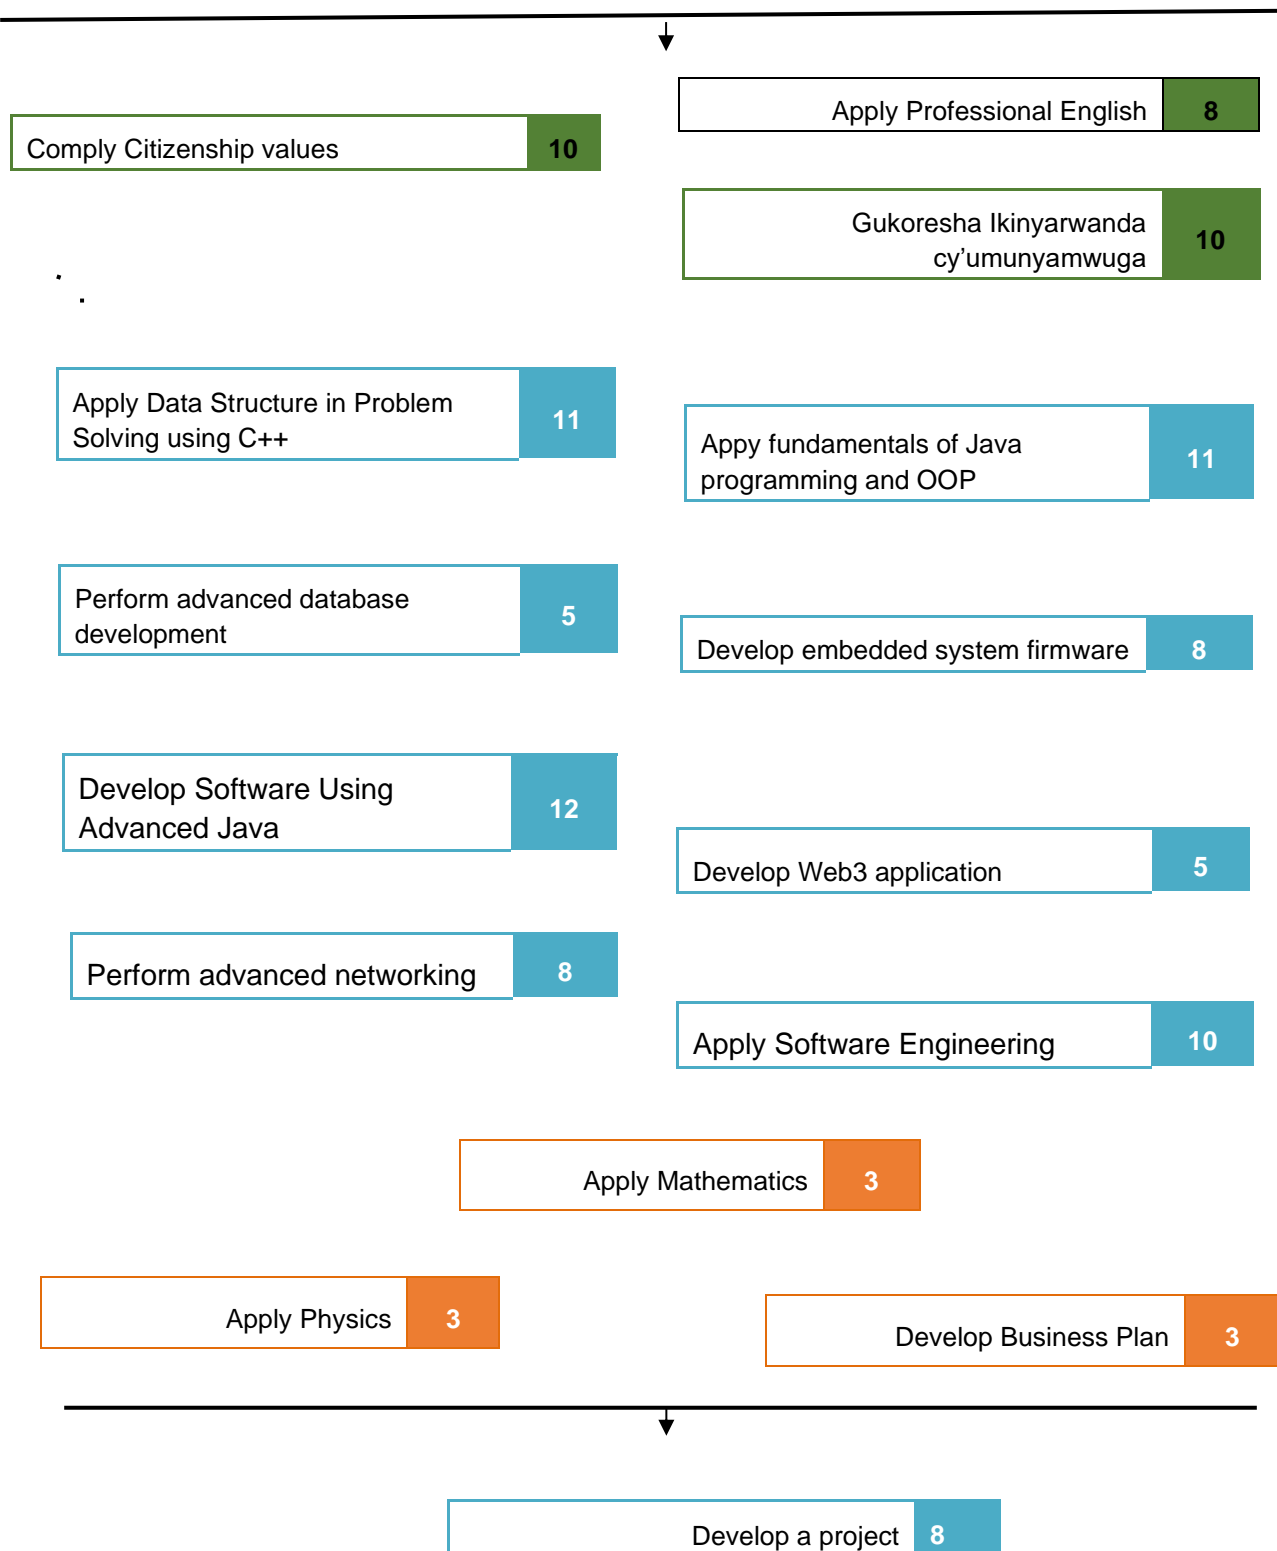 Apply Professional English 8
Comply Citizenship values 10
Gukoresha Ikinyarwanda
cy'umunyamwuga 10
Apply Data Structure in Problem
Solving using C++ 11
Appy fundamentals of Java
programming and OOP 11
Perform advanced database
development 5
Develop embedded system firmware 8
Develop Software Using
Advanced Java 12
Develop Web3 application 5
Perform advanced networking 8
Apply Software Engineering 10
Apply Mathematics 3
Apply Physics 3
Develop Business Plan 3
Develop a project 8